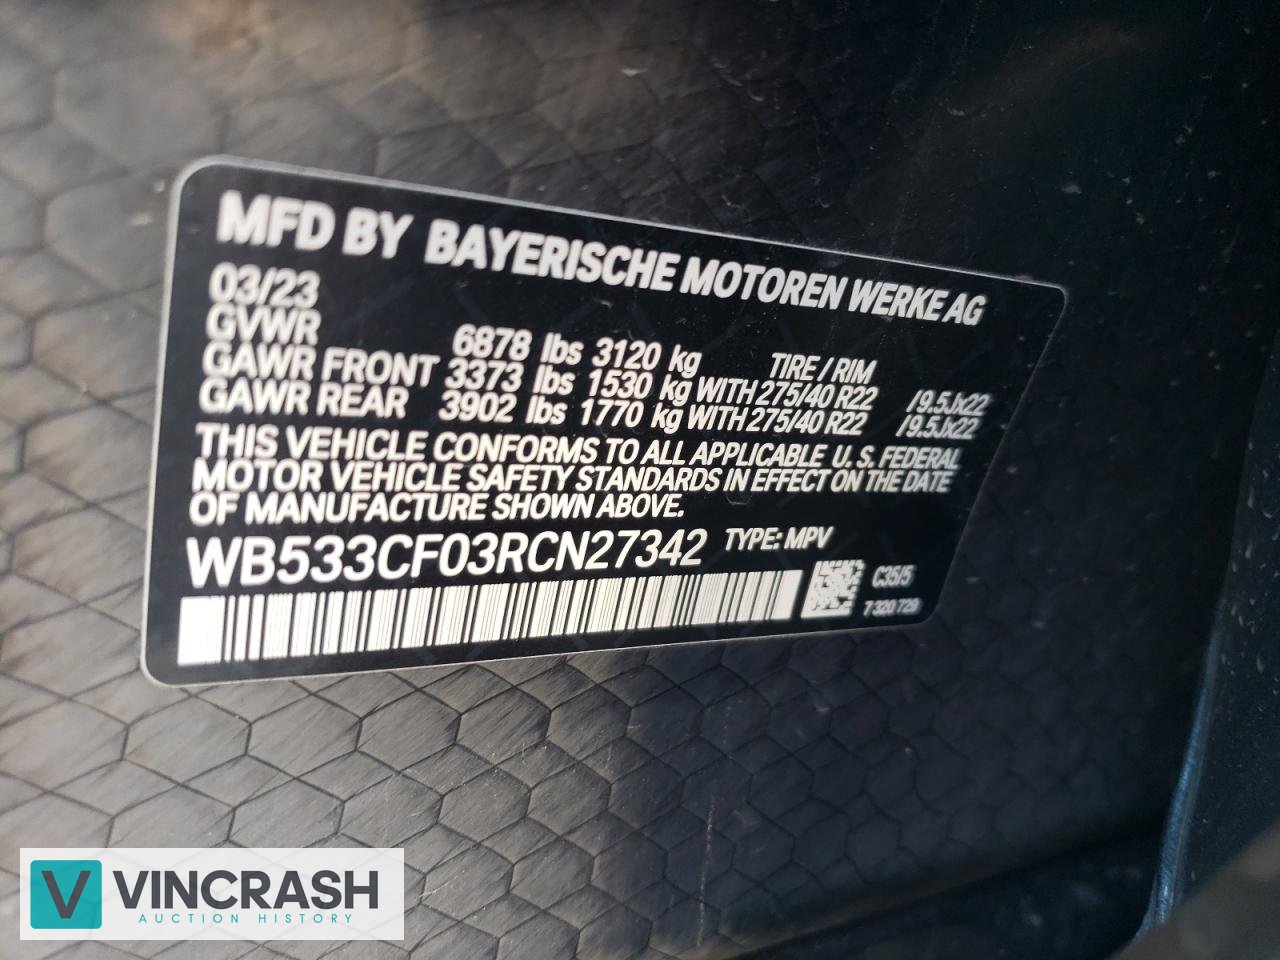 MFD BY BAYERISCHE MOTOREN WERKE AG
03/23
GVWR 6878 lbs 3120 kg TIRE / RIM
GAWR FRONT 3373 lbs 1530 kg WITH 275/40 R22 /9.5Jx22
GAWR REAR 3902 lbs 1770 kg WITH 275/40 R22 /9.5Jx22
THIS VEHICLE CONFORMS TO ALL APPLICABLE U. S. FEDERAL
MOTOR VEHICLE SAFETY STANDARDS IN EFFECT ON THE DATE
OF MANUFACTURE SHOWN ABOVE.
WB533CF03RCN27342 TYPE: MPV
C35/5
7 320 729
V VINCRASH
AUCTION HISTORY